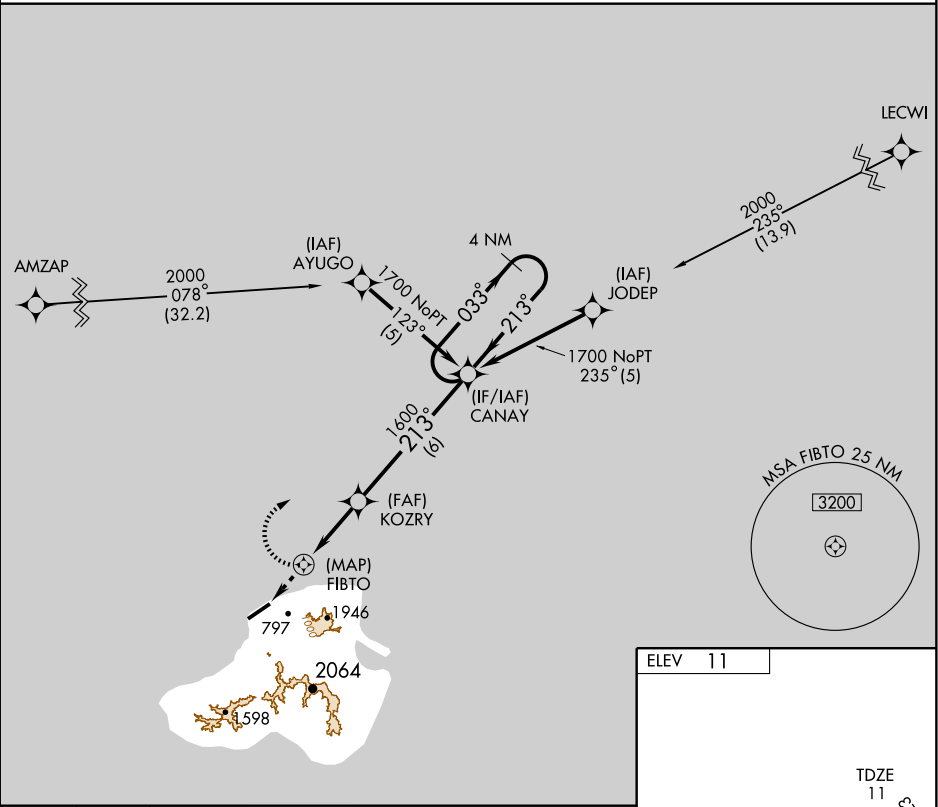 LECWI
2000
235°
(13.9)
4 NM
(IAF)
AYUGO
AMZAP
2000
078°
(32.2)
1700 NoPT
123°
(5)
033°
213°
(IAF)
JODEP
1700 NoPT
235° (5)
(IF/IAF)
CANAY
1600
213°
(6)
MSA FIBTO 25 NM
3200
(FAF)
KOZRY
(MAP)
FIBTO
797
1946
2064
1598
ELEV 11
TDZE
11